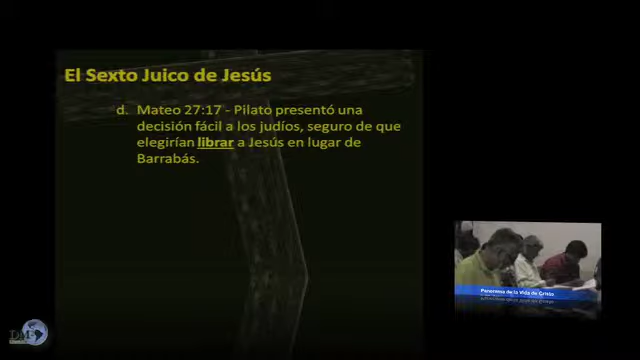 El Sexto Juico de Jesús
d. Mateo 27:17 - Pilato presentó una
decisión fácil a los judíos, seguro de que
elegirían librar a Jesús en lugar de
Barrabás.
Panorama de la Vida de Cristo
DM